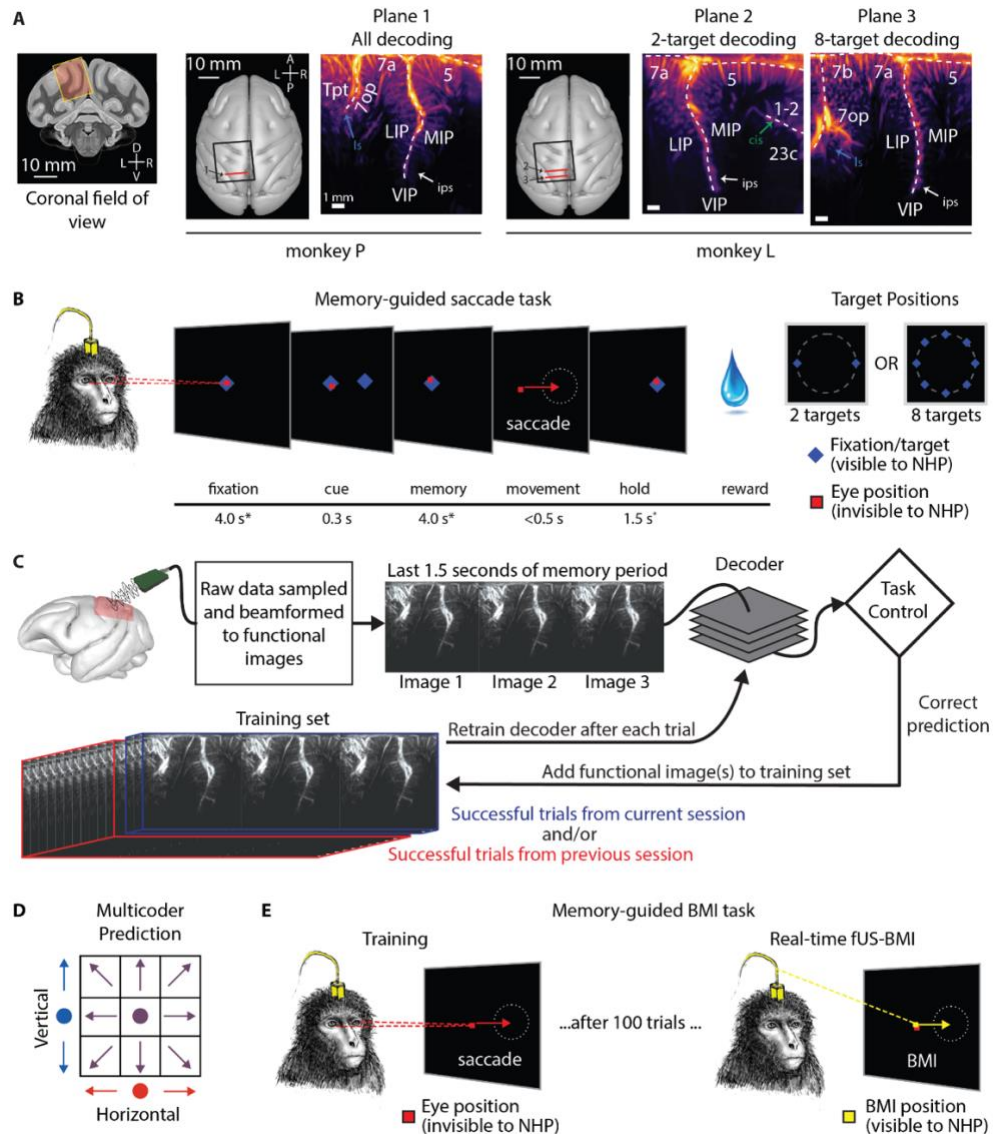 A
Coronal field of
view
10 mm
D
L R
V
10 mm
A
L R
P
1
Plane 1
All decoding
Tpt
7a
7op
5
ls
LIP
MIP
ips
VIP
1 mm
monkey P
10 mm
2
3
Plane 2
2-target decoding
7a
5
1-2
LIP
MIP
cis
23c
ips
VIP
Plane 3
8-target decoding
7b
7a
5
7op
LIP
MIP
ls
ips
VIP
monkey L
B
Memory-guided saccade task
saccade
fixation cue memory movement hold reward
4.0 s* 0.3 s 4.0 s* <0.5 s 1.5 s*
Target Positions
OR
2 targets 8 targets
Fixation/target
(visible to NHP)
Eye position
(invisible to NHP)
C
Raw data sampled
and beamformed
to functional
images
Last 1.5 seconds of memory period
Image 1 Image 2 Image 3
Decoder
Task
Control
Correct
prediction
Training set
Retrain decoder after each trial
Add functional image(s) to training set
Successful trials from current session
and/or
Successful trials from previous session
D
Multicoder
Prediction
Vertical
Horizontal
E
Memory-guided BMI task
Training
saccade
Eye position
(invisible to NHP)
...after 100 trials ...
Real-time fUS-BMI
BMI
BMI position
(visible to NHP)